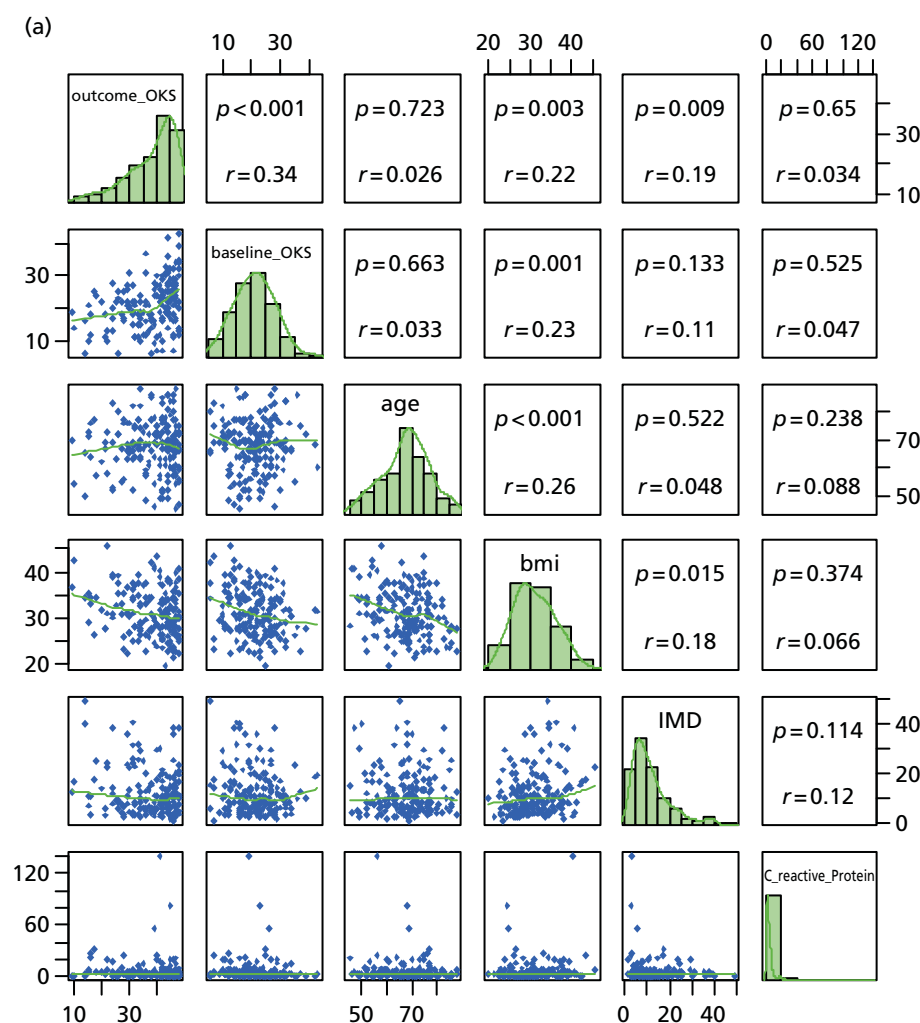 (a)
10 30
20 30 40
0 60 120
outcome_OKS
p<0.001
p=0.723
p=0.003
p=0.009
p=0.65
r=0.34
r=0.026
r=0.22
r=0.19
r=0.034
30
10
baseline_OKS
p=0.663
p=0.001
p=0.133
p=0.525
r=0.033
r=0.23
r=0.11
r=0.047
30
10
age
p<0.001
p=0.522
p=0.238
r=0.26
r=0.048
r=0.088
70
50
bmi
p=0.015
p=0.374
r=0.18
r=0.066
40
30
20
IMD
p=0.114
r=0.12
40
20
0
C_reactive_Protein
120
60
0
10 30
50 70
0 20 40